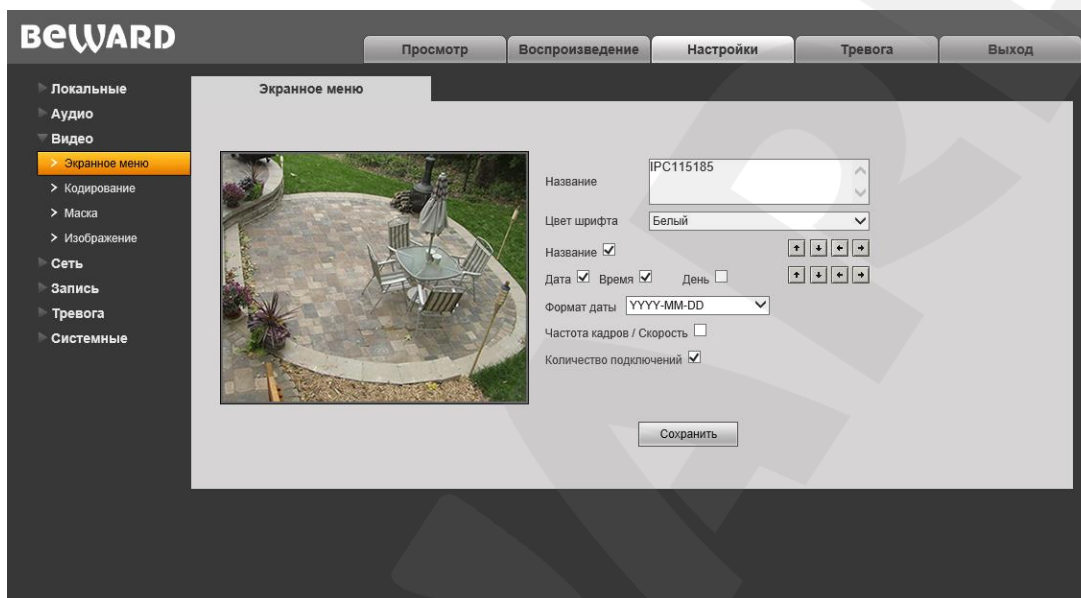 BEWARD
Просмотр
Воспроизведение
Настройки
Тревога
Выход
Локальные
Аудио
Видео
Экранное меню
Кодирование
Маска
Изображение
Сеть
Запись
Тревога
Системные
Экранное меню
Название
IPC115185
Цвет шрифта Белый
Название
Дата Время День
Формат даты YYYY-MM-DD
Частота кадров / Скорость
Количество подключений
Сохранить